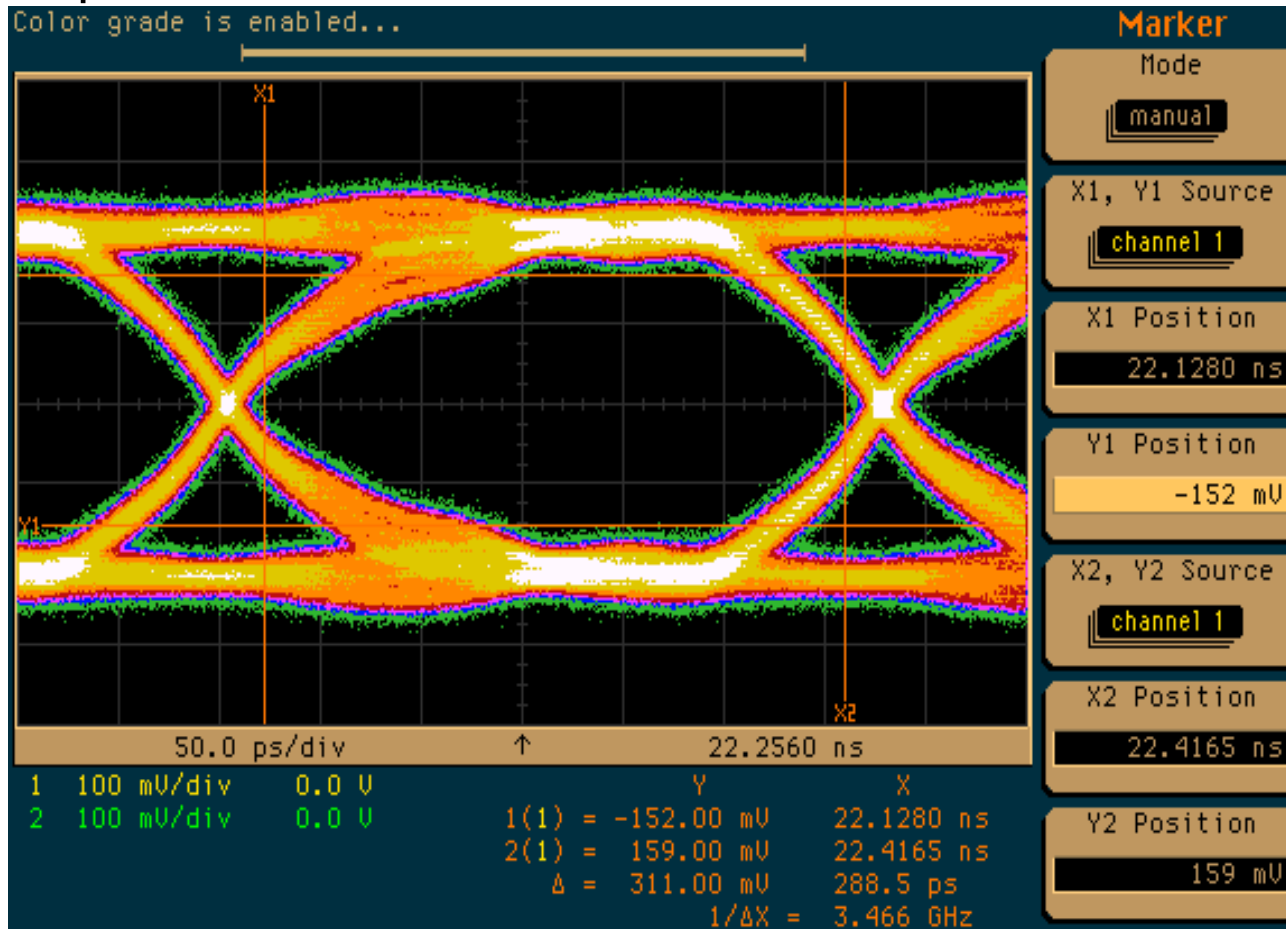 Color grade is enabled...
Marker
Mode
manual
X1, Y1 Source
channel 1
X1 Position
22.1280 ns
Y1 Position
-152 mV
X2, Y2 Source
channel 1
X2 Position
22.4165 ns
Y2 Position
159 mV
X1
Y1
X2
50.0 ps/div ↑ 22.2560 ns
1 100 mV/div 0.0 V
2 100 mV/div 0.0 V
Y X
1(1) = -152.00 mV 22.1280 ns
2(1) = 159.00 mV 22.4165 ns
Δ = 311.00 mV 288.5 ps
1/ΔX = 3.466 GHz